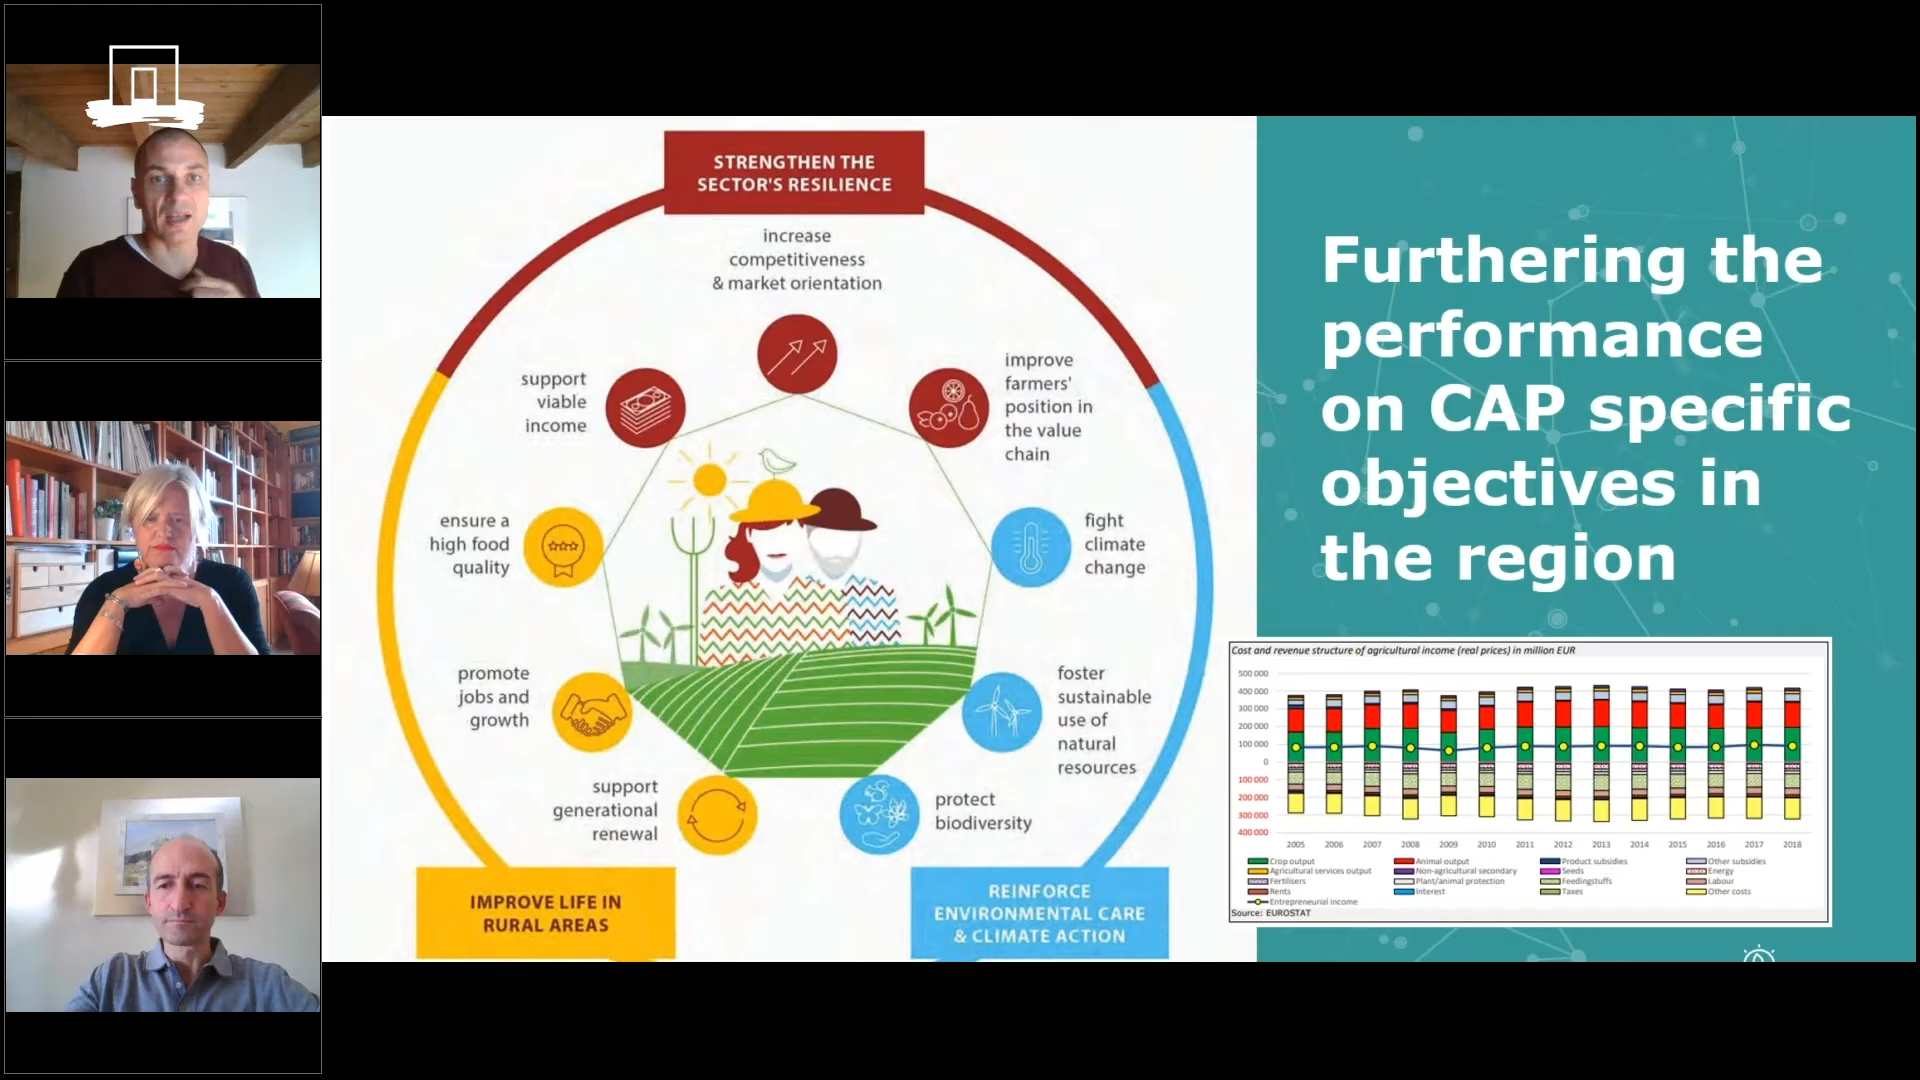 STRENGTHEN THE
SECTOR'S RESILIENCE
increase
competitiveness
& market orientation
support
viable
income
improve
farmers'
position in
the value
chain
ensure a
high food
quality
fight
climate
change
promote
jobs and
growth
foster
sustainable
use of
natural
resources
support
generational
renewal
protect
biodiversity
IMPROVE LIFE IN
RURAL AREAS
REINFORCE
ENVIRONMENTAL CARE
& CLIMATE ACTION
Furthering the
performance
on CAP specific
objectives in
the region
Cost and revenue structure of agricultural income (real prices) in million EUR
500 000
400 000
300 000
200 000
100 000
0
100 000
200 000
300 000
400 000
2005 2006 2007 2008 2009 2010 2011 2012 2013 2014 2015 2016 2017 2018
Crop output Animal output Product subsidies Other subsidies
Agricultural services output Non-agricultural secondary Seeds Energy
Fertilisers Plant/animal protection Feedingstuffs Labour
Rents Interest Taxes Other costs
Entrepreneurial income
Source: EUROSTAT